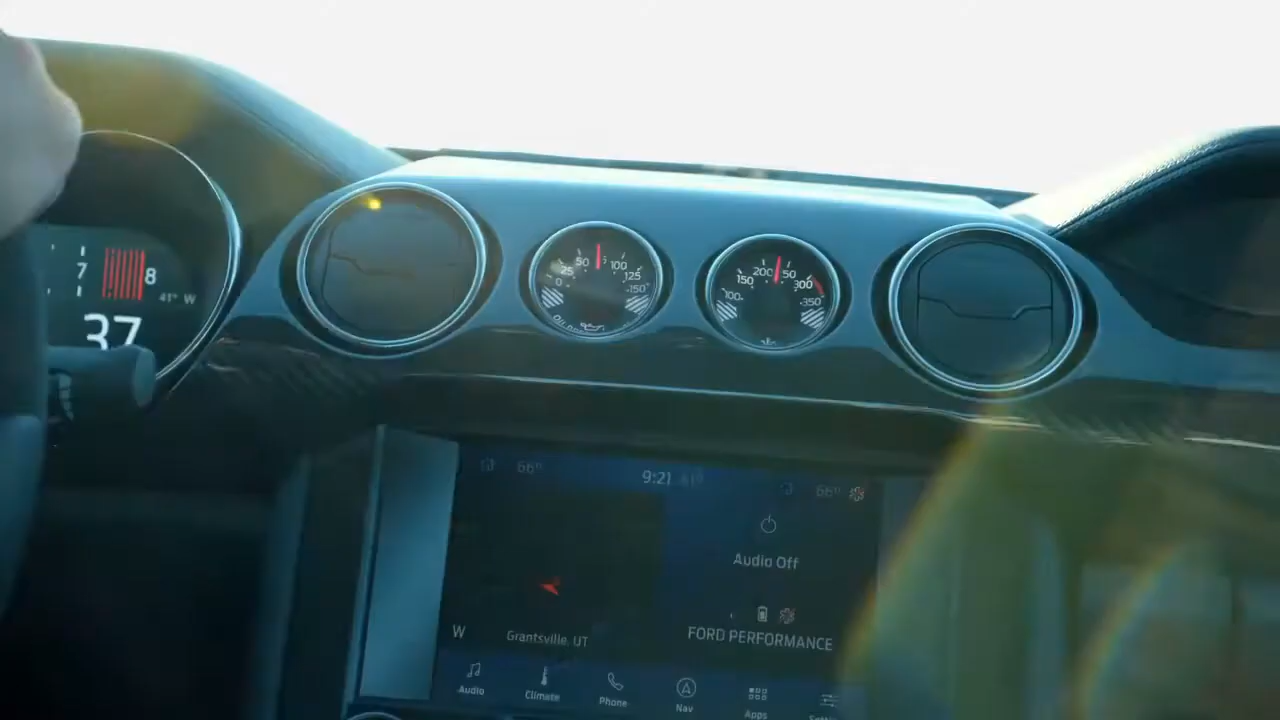 7 8
41° W
37
0 25 50 100 125 150
100 150 200 50 300 350
66°
9:21 41°
66°
Audio Off
W
Grantsville, UT
FORD PERFORMANCE
Audio
Climate
Phone
Nav
Apps